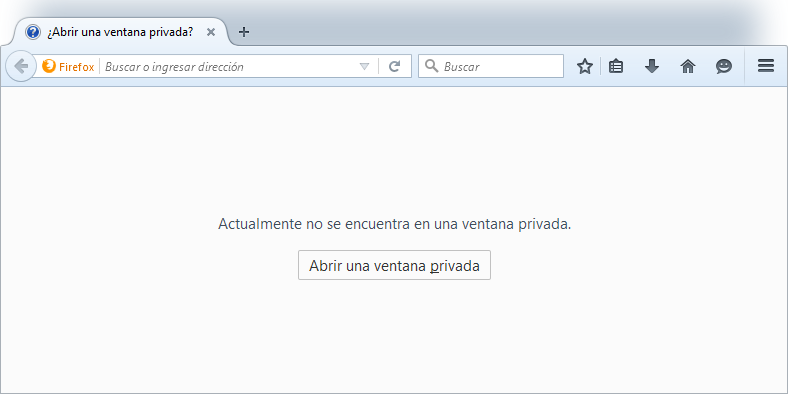 ¿Abrir una ventana privada?
Firefox
Buscar o ingresar dirección
Buscar
Actualmente no se encuentra en una ventana privada.
Abrir una ventana privada